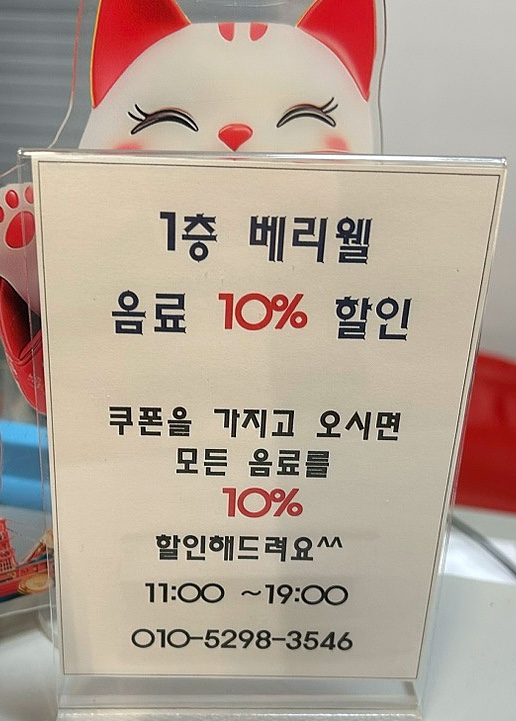 1층 베리웰
음료 10% 할인
쿠폰을 가지고 오시면
모든 음료를
10%
할인해드려요^^
11:00 ~19:00
010-5298-3546